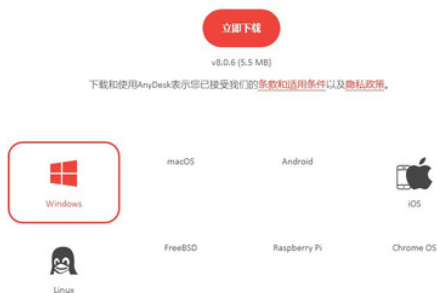 立即下载
v8.0.6 (5.5 MB)
下载和使用AnyDesk表示您已接受我们的条款和适用条件以及隐私政策。
macOS
Android
Windows
iOS
FreeBSD
Raspberry Pi
Chrome OS
Linux